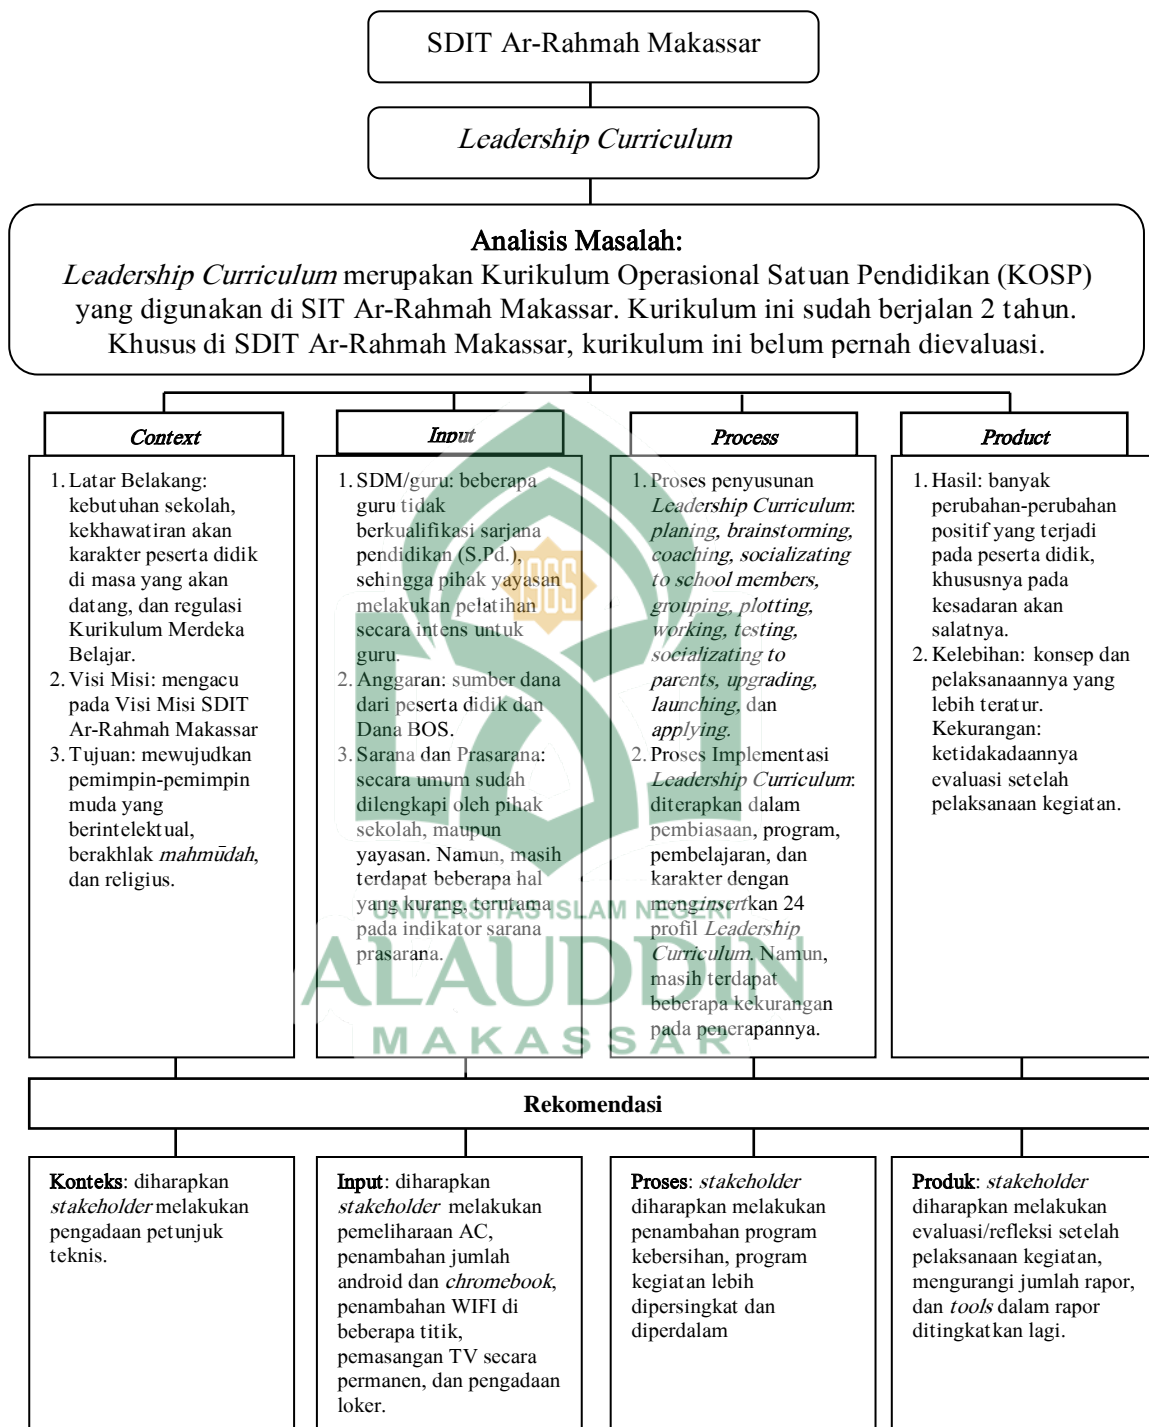 SDIT Ar-Rahmah Makassar
Leadership Curriculum
Analisis Masalah:
Leadership Curriculum merupakan Kurikulum Operasional Satuan Pendidikan (KOSP)
yang digunakan di SIT Ar-Rahmah Makassar. Kurikulum ini sudah berjalan 2 tahun.
Khusus di SDIT Ar-Rahmah Makassar, kurikulum ini belum pernah dievaluasi.
Context
1. Latar Belakang:
kebutuhan sekolah,
kekhawatiran akan
karakter peserta didik
di masa yang akan
datang, dan regulasi
Kurikulum Merdeka
Belajar.
2. Visi Misi: mengacu
pada Visi Misi SDIT
Ar-Rahmah Makassar
3. Tujuan: mewujudkan
pemimpin-pemimpin
muda yang
berintelektual,
berakhlak mahmūdah,
dan religius.
Input
1. SDM/guru: beberapa
guru tidak
berkualifikasi sarjana
pendidikan (S.Pd.),
sehingga pihak yayasan
melakukan pelatihan
secara intens untuk
guru.
2. Anggaran: sumber dana
dari peserta didik dan
Dana BOS.
3. Sarana dan Prasarana:
secara umum sudah
dilengkapi oleh pihak
sekolah, maupun
yayasan. Namun, masih
terdapat beberapa hal
yang kurang, terutama
pada indikator sarana
prasarana.
Process
1. Proses penyusunan
Leadership Curriculum:
planing, brainstorming,
coaching, socializating
to school members,
grouping, plotting,
working, testing,
socializating to
parents, upgrading,
launching, dan
applying.
2. Proses Implementasi
Leadership Curriculum:
diterapkan dalam
pembiasaan, program,
pembelajaran, dan
karakter dengan
menginsertkan 24
profil Leadership
Curriculum. Namun,
masih terdapat
beberapa kekurangan
pada penerapannya.
Product
1. Hasil: banyak
perubahan-perubahan
positif yang terjadi
pada peserta didik,
khususnya pada
kesadaran akan
salatnya.
2. Kelebihan: konsep dan
pelaksanaannya yang
lebih teratur.
Kekurangan:
ketidakadaannya
evaluasi setelah
pelaksanaan kegiatan.
1965
UNIVERSITAS ISLAM NEGERI
ALAUDDIN
MAKASSAR
Rekomendasi
Konteks: diharapkan
stakeholder melakukan
pengadaan petunjuk
teknis.
Input: diharapkan
stakeholder melakukan
pemeliharaan AC,
penambahan jumlah
android dan chromebook,
penambahan WIFI di
beberapa titik,
pemasangan TV secara
permanen, dan pengadaan
loker.
Proses: stakeholder
diharapkan melakukan
penambahan program
kebersihan, program
kegiatan lebih
dipersingkat dan
diperdalam
Produk: stakeholder
diharapkan melakukan
evaluasi/refleksi setelah
pelaksanaan kegiatan,
mengurangi jumlah rapor,
dan tools dalam rapor
ditingkatkan lagi.